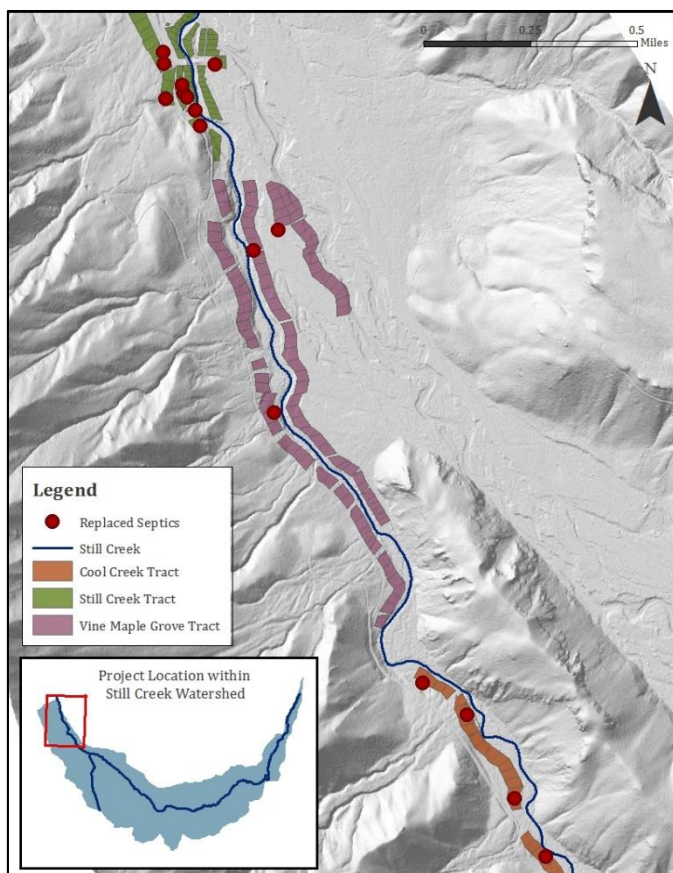 0 0.25 0.5
Miles
N
Legend
Replaced Septics
Still Creek
Cool Creek Tract
Still Creek Tract
Vine Maple Grove Tract
Project Location within
Still Creek Watershed